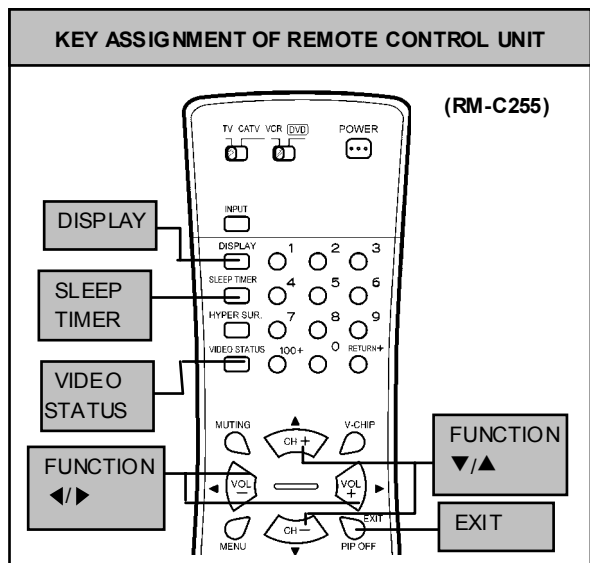 KEY ASSIGNMENT OF REMOTE CONTROL UNIT
(RM-C255)
TV CATV VCR DVD
POWER
INPUT
DISPLAY
DISPLAY 1 2 3
SLEEP
TIMER
SLEEP TIMER 4 5 6
HYPER SUR. 7 8 9
VIDEO
STATUS
VIDEO STATUS 100+ 0 RETURN+
MUTING
▲
CH +
V-CHIP
FUNCTION
▼/▲
FUNCTION
◀/▶
◀
VOL
−
VOL
+
▶
EXIT
EXIT
MENU
CH −
▼
PIP OFF